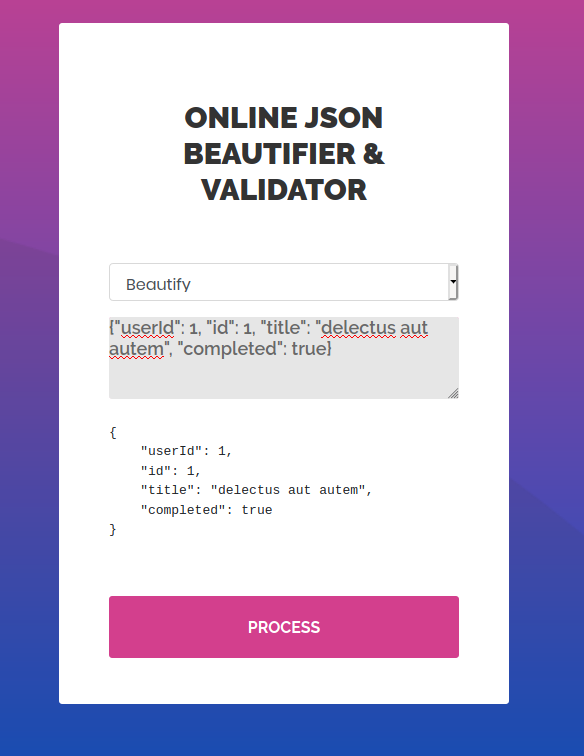 ONLINE JSON
BEAUTIFIER &
VALIDATOR
Beautify
{"userId": 1, "id": 1, "title": "delectus aut
autem", "completed": true}
{
    "userId": 1,
    "id": 1,
    "title": "delectus aut autem",
    "completed": true
}
PROCESS